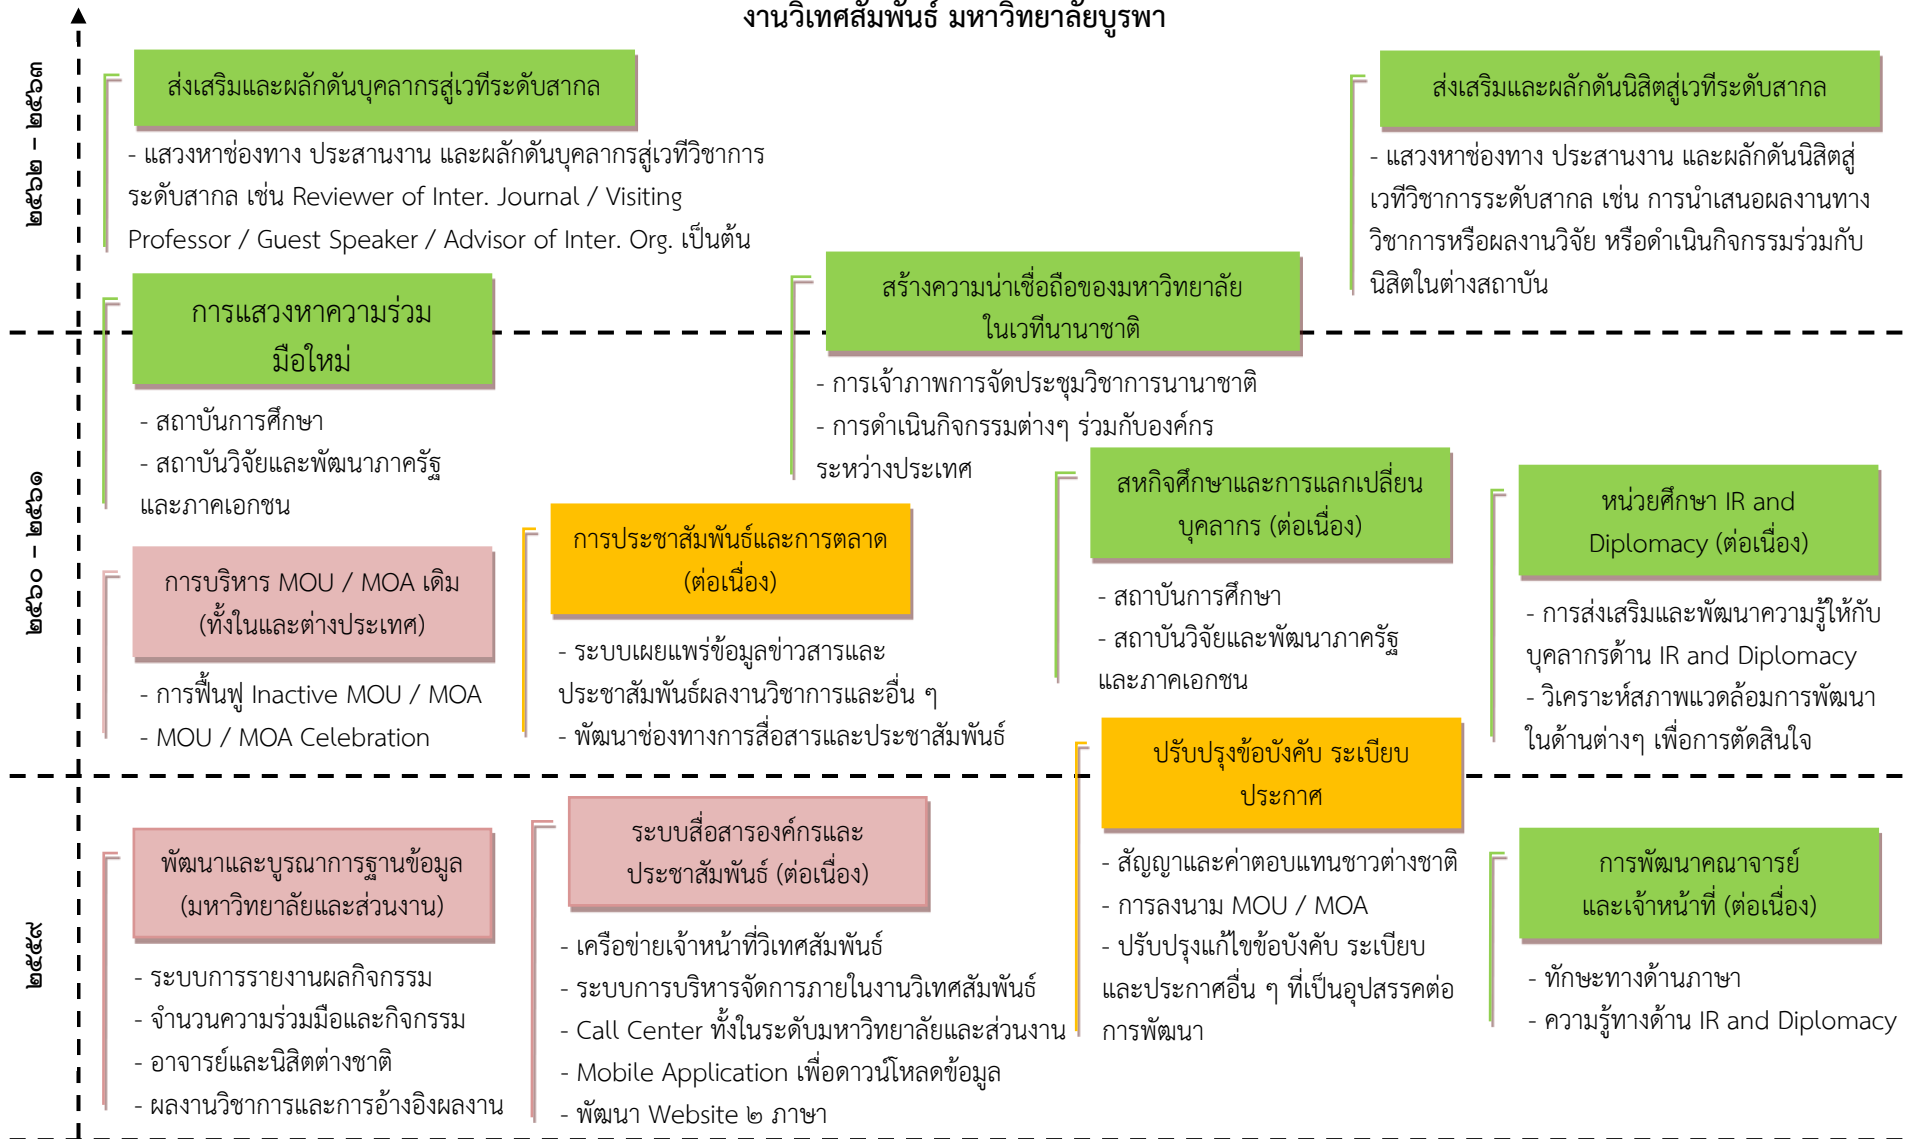 งานวิเทศสัมพันธ์ มหาวิทยาลัยบูรพา
๒๕๖๒ - ๒๕๖๓
ส่งเสริมและผลักดันบุคลากรสู่เวทีระดับสากล
- แสวงหาช่องทาง ประสานงาน และผลักดันบุคลากรสู่เวทีวิชาการ
ระดับสากล เช่น Reviewer of Inter. Journal / Visiting
Professor / Guest Speaker / Advisor of Inter. Org. เป็นต้น
ส่งเสริมและผลักดันนิสิตสู่เวทีระดับสากล
- แสวงหาช่องทาง ประสานงาน และผลักดันนิสิตสู่
เวทีวิชาการระดับสากล เช่น การนำเสนอผลงานทาง
วิชาการหรือผลงานวิจัย หรือดำเนินกิจกรรมร่วมกับ
นิสิตในต่างสถาบัน
การแสวงหาความร่วม
มือใหม่
- สถาบันการศึกษา
- สถาบันวิจัยและพัฒนาภาครัฐ
และภาคเอกชน
สร้างความน่าเชื่อถือของมหาวิทยาลัย
ในเวทีนานาชาติ
- การเจ้าภาพการจัดประชุมวิชาการนานาชาติ
- การดำเนินกิจกรรมต่างๆ ร่วมกับองค์กร
ระหว่างประเทศ
๒๕๖๐ - ๒๕๖๑
การบริหาร MOU / MOA เดิม
(ทั้งในและต่างประเทศ)
- การฟื้นฟู Inactive MOU / MOA
- MOU / MOA Celebration
การประชาสัมพันธ์และการตลาด
(ต่อเนื่อง)
- ระบบเผยแพร่ข้อมูลข่าวสารและ
ประชาสัมพันธ์ผลงานวิชาการและอื่น ๆ
- พัฒนาช่องทางการสื่อสารและประชาสัมพันธ์
สหกิจศึกษาและการแลกเปลี่ยน
บุคลากร (ต่อเนื่อง)
- สถาบันการศึกษา
- สถาบันวิจัยและพัฒนาภาครัฐ
และภาคเอกชน
หน่วยศึกษา IR and
Diplomacy (ต่อเนื่อง)
- การส่งเสริมและพัฒนาความรู้ให้กับ
บุคลากรด้าน IR and Diplomacy
- วิเคราะห์สภาพแวดล้อมการพัฒนา
ในด้านต่างๆ เพื่อการตัดสินใจ
๒๕๕๙
พัฒนาและบูรณาการฐานข้อมูล
(มหาวิทยาลัยและส่วนงาน)
- ระบบการรายงานผลกิจกรรม
- จำนวนความร่วมมือและกิจกรรม
- อาจารย์และนิสิตต่างชาติ
- ผลงานวิชาการและการอ้างอิงผลงาน
ระบบสื่อสารองค์กรและ
ประชาสัมพันธ์ (ต่อเนื่อง)
- เครือข่ายเจ้าหน้าที่วิเทศสัมพันธ์
- ระบบการบริหารจัดการภายในงานวิเทศสัมพันธ์
- Call Center ทั้งในระดับมหาวิทยาลัยและส่วนงาน
- Mobile Application เพื่อดาวน์โหลดข้อมูล
- พัฒนา Website ๒ ภาษา
ปรับปรุงข้อบังคับ ระเบียบ
ประกาศ
- สัญญาและค่าตอบแทนชาวต่างชาติ
- การลงนาม MOU / MOA
- ปรับปรุงแก้ไขข้อบังคับ ระเบียบ
และประกาศอื่น ๆ ที่เป็นอุปสรรคต่อ
การพัฒนา
การพัฒนาคณาจารย์
และเจ้าหน้าที่ (ต่อเนื่อง)
- ทักษะทางด้านภาษา
- ความรู้ทางด้าน IR and Diplomacy